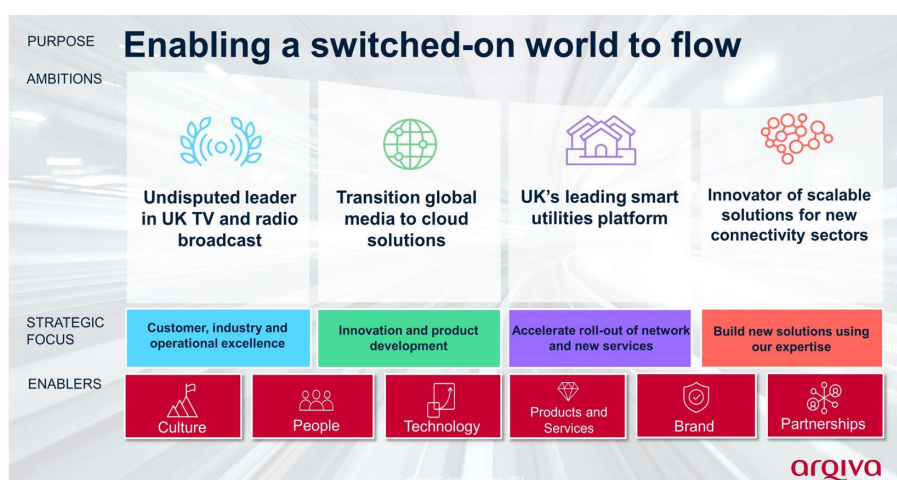 PURPOSE
Enabling a switched-on world to flow
AMBITIONS
Undisputed leader
in UK TV and radio
broadcast
Transition global
media to cloud
solutions
UK's leading smart
utilities platform
Innovator of scalable
solutions for new
connectivity sectors
STRATEGIC
FOCUS
Customer, industry and
operational excellence
Innovation and product
development
Accelerate roll-out of network
and new services
Build new solutions using
our expertise
ENABLERS
Culture
People
Technology
Products and
Services
Brand
Partnerships
arqiva